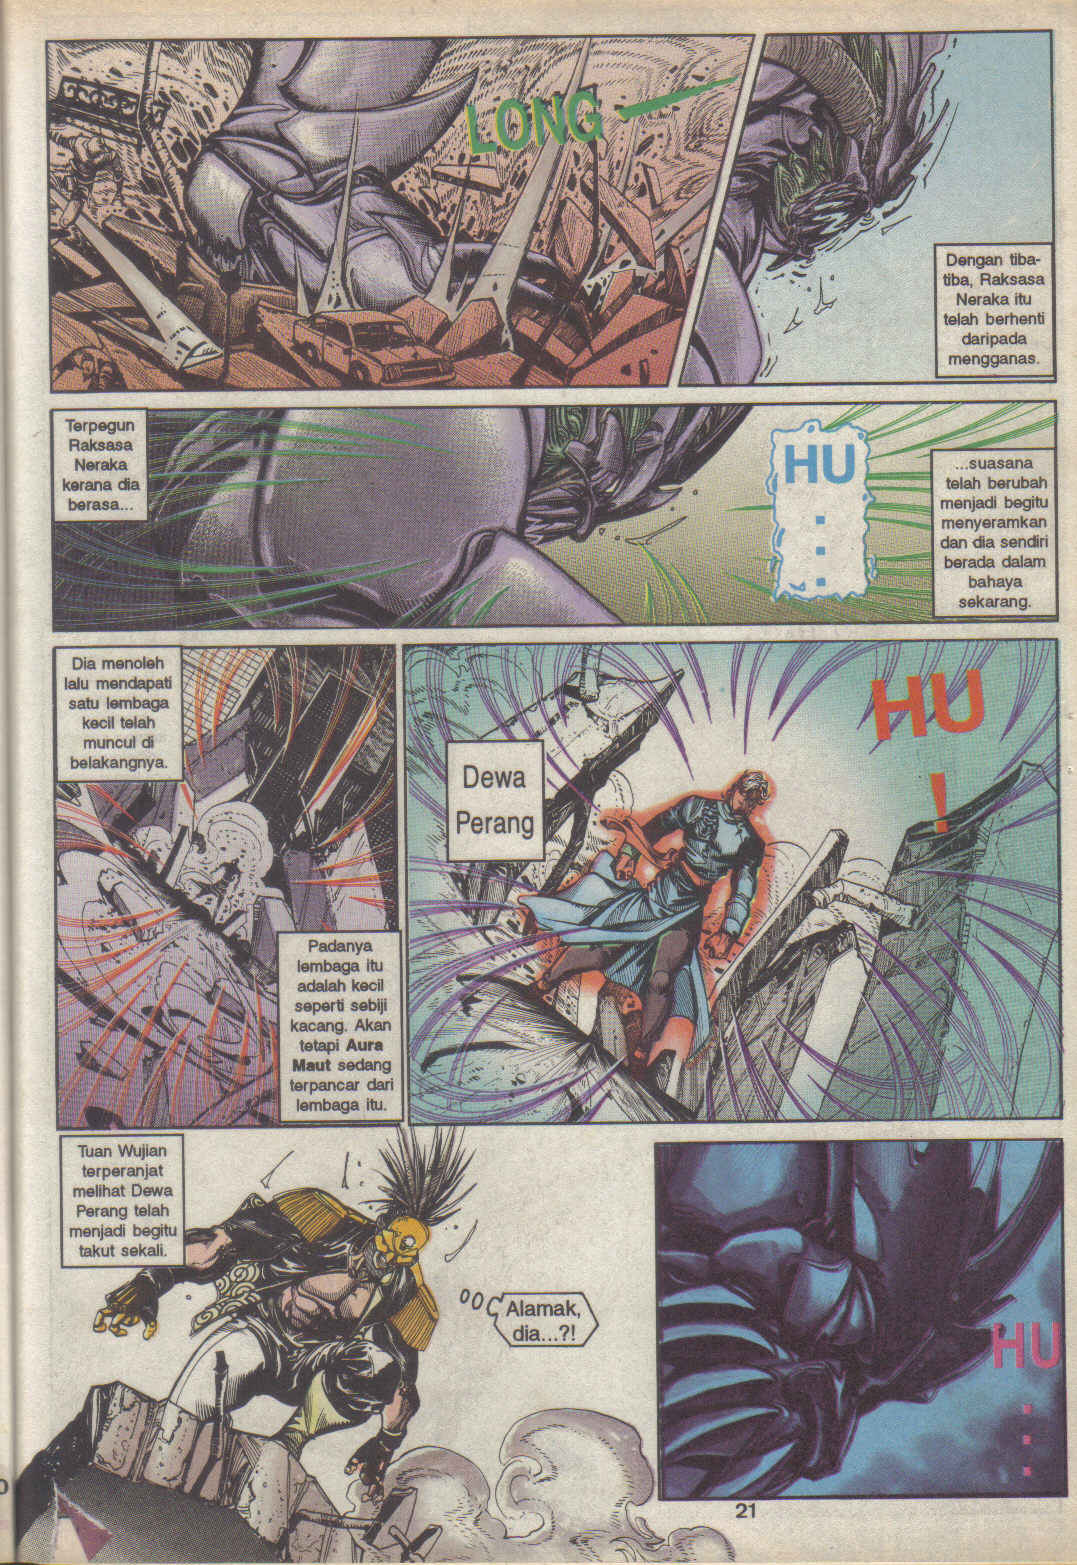 LONG
Dengan tiba-
tiba, Raksasa
Neraka itu
telah berhenti
daripada
mengganas.
Terpegun
Raksasa
Neraka
kerana dia
berasa...
HU
...
...suasana
telah berubah
menjadi begitu
menyeramkan
dan dia sendiri
berada dalam
bahaya
sekarang.
Dia menoleh
lalu mendapati
satu lembaga
kecil telah
muncul di
belakangnya.
Padanya
lembaga itu
adalah kecil
seperti sebiji
kacang. Akan
tetapi Aura
Maut sedang
terpancar dari
lembaga itu.
Dewa
Perang
HU
!
Tuan Wujian
terperanjat
melihat Dewa
Perang telah
menjadi begitu
takut sekali.
Alamak,
dia...?!
HU
...
21